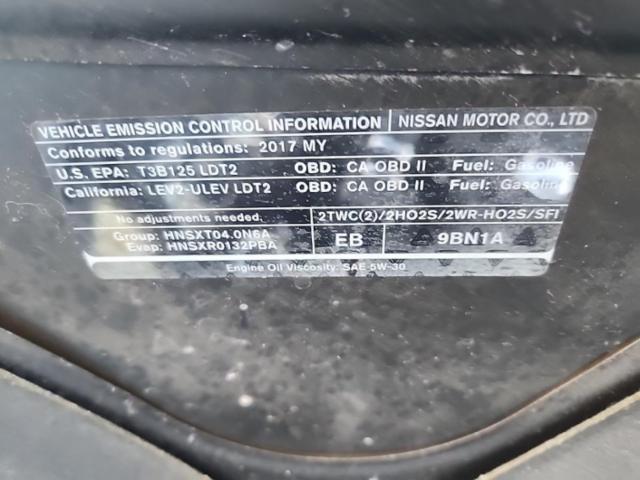 VEHICLE EMISSION CONTROL INFORMATION NISSAN MOTOR CO., LTD
Conforms to regulations: 2017 MY
U.S. EPA: T3B125 LDT2 OBD: CA OBD II Fuel: Gasoline
California: LEV2-ULEV LDT2 OBD: CA OBD II Fuel: Gasoline
No adjustments needed. 2TWC(2)/2HO2S/2WR-HO2S/SFI
Group: HNSXT04.0N6A EB 9BN1A
Evap: HNSXR0132PBA
Engine Oil Viscosity: SAE 5W-30